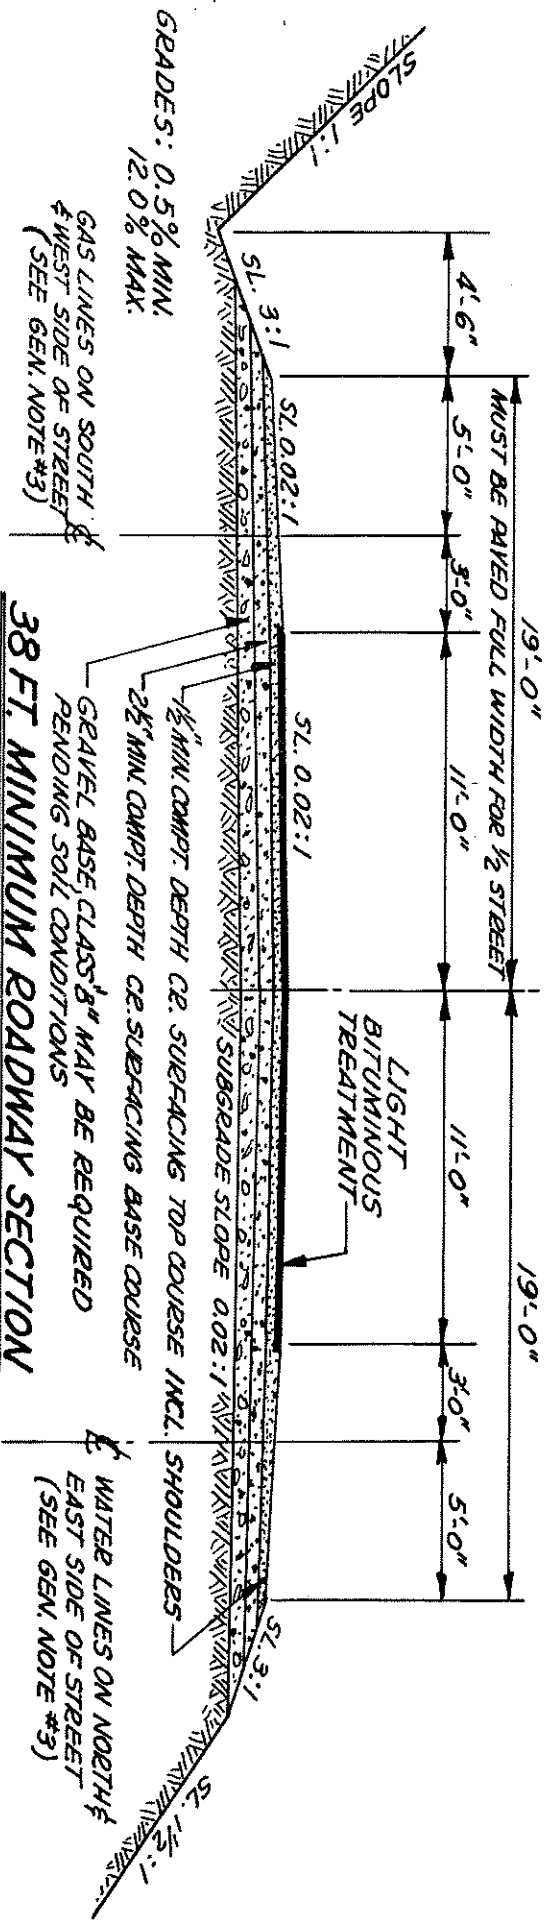 19'-0"
19'-0"
MUST BE PAVED FULL WIDTH FOR 1/2 STREET
4'-6"
5'-0"
3'-0"
11'-0"
11'-0"
3'-0"
5'-0"
LIGHT
BITUMINOUS
TREATMENT
SLOPE 1:1
SL. 3:1
SL. 0.02:1
SL. 0.02:1
SL. 3:1
SL. 1 1/2:1
SUBGRADE SLOPE 0.02:1
GRADES: 0.5% MIN.
12.0% MAX.
1 1/2" MIN. COMPT. DEPTH CR. SURFACING TOP COURSE INCL. SHOULDERS
2 1/2" MIN. COMPT. DEPTH CR. SURFACING BASE COURSE
GRAVEL BASE, CLASS "B" MAY BE REQUIRED
PENDING SOIL CONDITIONS
GAS LINES ON SOUTH
& WEST SIDE OF STREET
(SEE GEN. NOTE #3)
WATER LINES ON NORTH &
EAST SIDE OF STREET
(SEE GEN. NOTE #3)
38 FT. MINIMUM ROADWAY SECTION